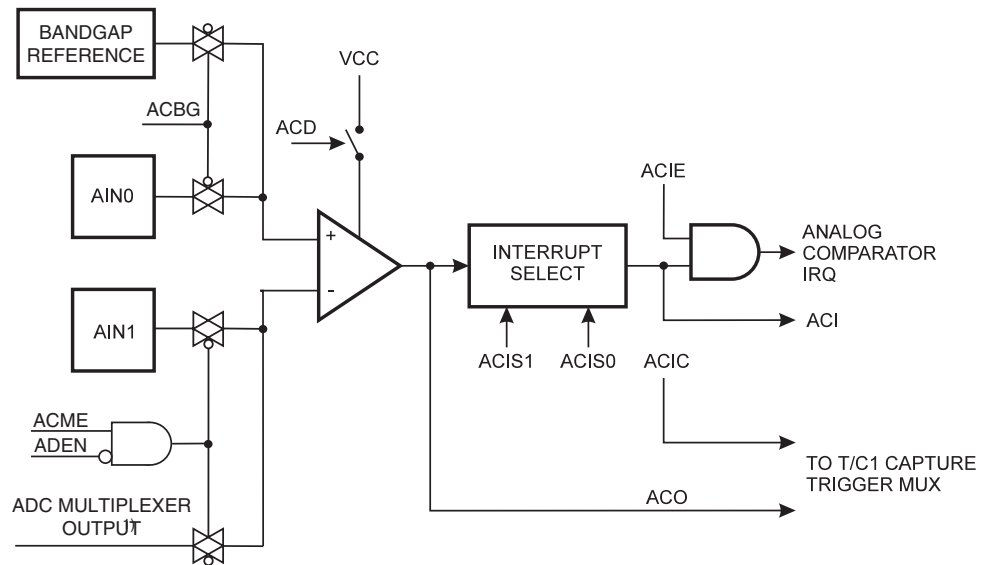 BANDGAP
REFERENCE
ACBG
AIN0
AIN1
ACME
ADEN
ADC MULTIPLEXER
OUTPUT
1)
VCC
ACD
+
-
INTERRUPT
SELECT
ACIS1
ACIS0
ACIE
ANALOG
COMPARATOR
IRQ
ACI
ACIC
TO T/C1 CAPTURE
TRIGGER MUX
ACO